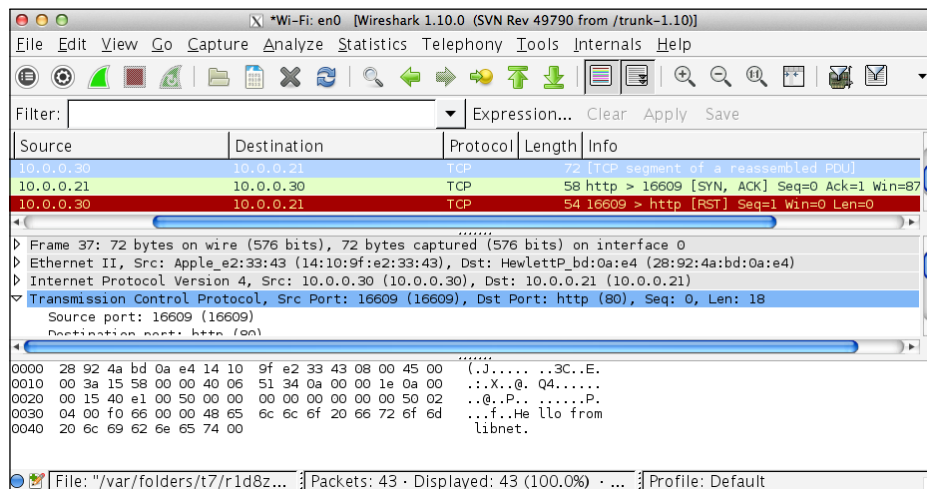 *Wi-Fi: en0 [Wireshark 1.10.0 (SVN Rev 49790 from /trunk-1.10)]
File Edit View Go Capture Analyze Statistics Telephony Tools Internals Help
Filter: Expression... Clear Apply Save
Source Destination Protocol Length Info
10.0.0.30 10.0.0.21 TCP 72 [TCP segment of a reassembled PDU]
10.0.0.21 10.0.0.30 TCP 58 http > 16609 [SYN, ACK] Seq=0 Ack=1 Win=87
10.0.0.30 10.0.0.21 TCP 54 16609 > http [RST] Seq=1 Win=0 Len=0
Frame 37: 72 bytes on wire (576 bits), 72 bytes captured (576 bits) on interface 0
Ethernet II, Src: Apple_e2:33:43 (14:10:9f:e2:33:43), Dst: HewlettP_bd:0a:e4 (28:92:4a:bd:0a:e4)
Internet Protocol Version 4, Src: 10.0.0.30 (10.0.0.30), Dst: 10.0.0.21 (10.0.0.21)
Transmission Control Protocol, Src Port: 16609 (16609), Dst Port: http (80), Seq: 0, Len: 18
Source port: 16609 (16609)
Destination port: http (80)
0000 28 92 4a bd 0a e4 14 10 9f e2 33 43 08 00 45 00 (.J..... ..3C..E.
0010 00 3a 15 58 00 00 40 06 51 34 0a 00 00 1e 0a 00 .:.X..@. Q4......
0020 00 15 40 e1 00 50 00 00 00 00 00 00 00 00 50 02 ..@..P.. ......P.
0030 04 00 f0 66 00 00 48 65 6c 6c 6f 20 66 72 6f 6d ...f..He llo from
0040 20 6c 69 62 6e 65 74 00 libnet.
File: "/var/folders/t7/r1d8z... Packets: 43 · Displayed: 43 (100.0%) · ... Profile: Default